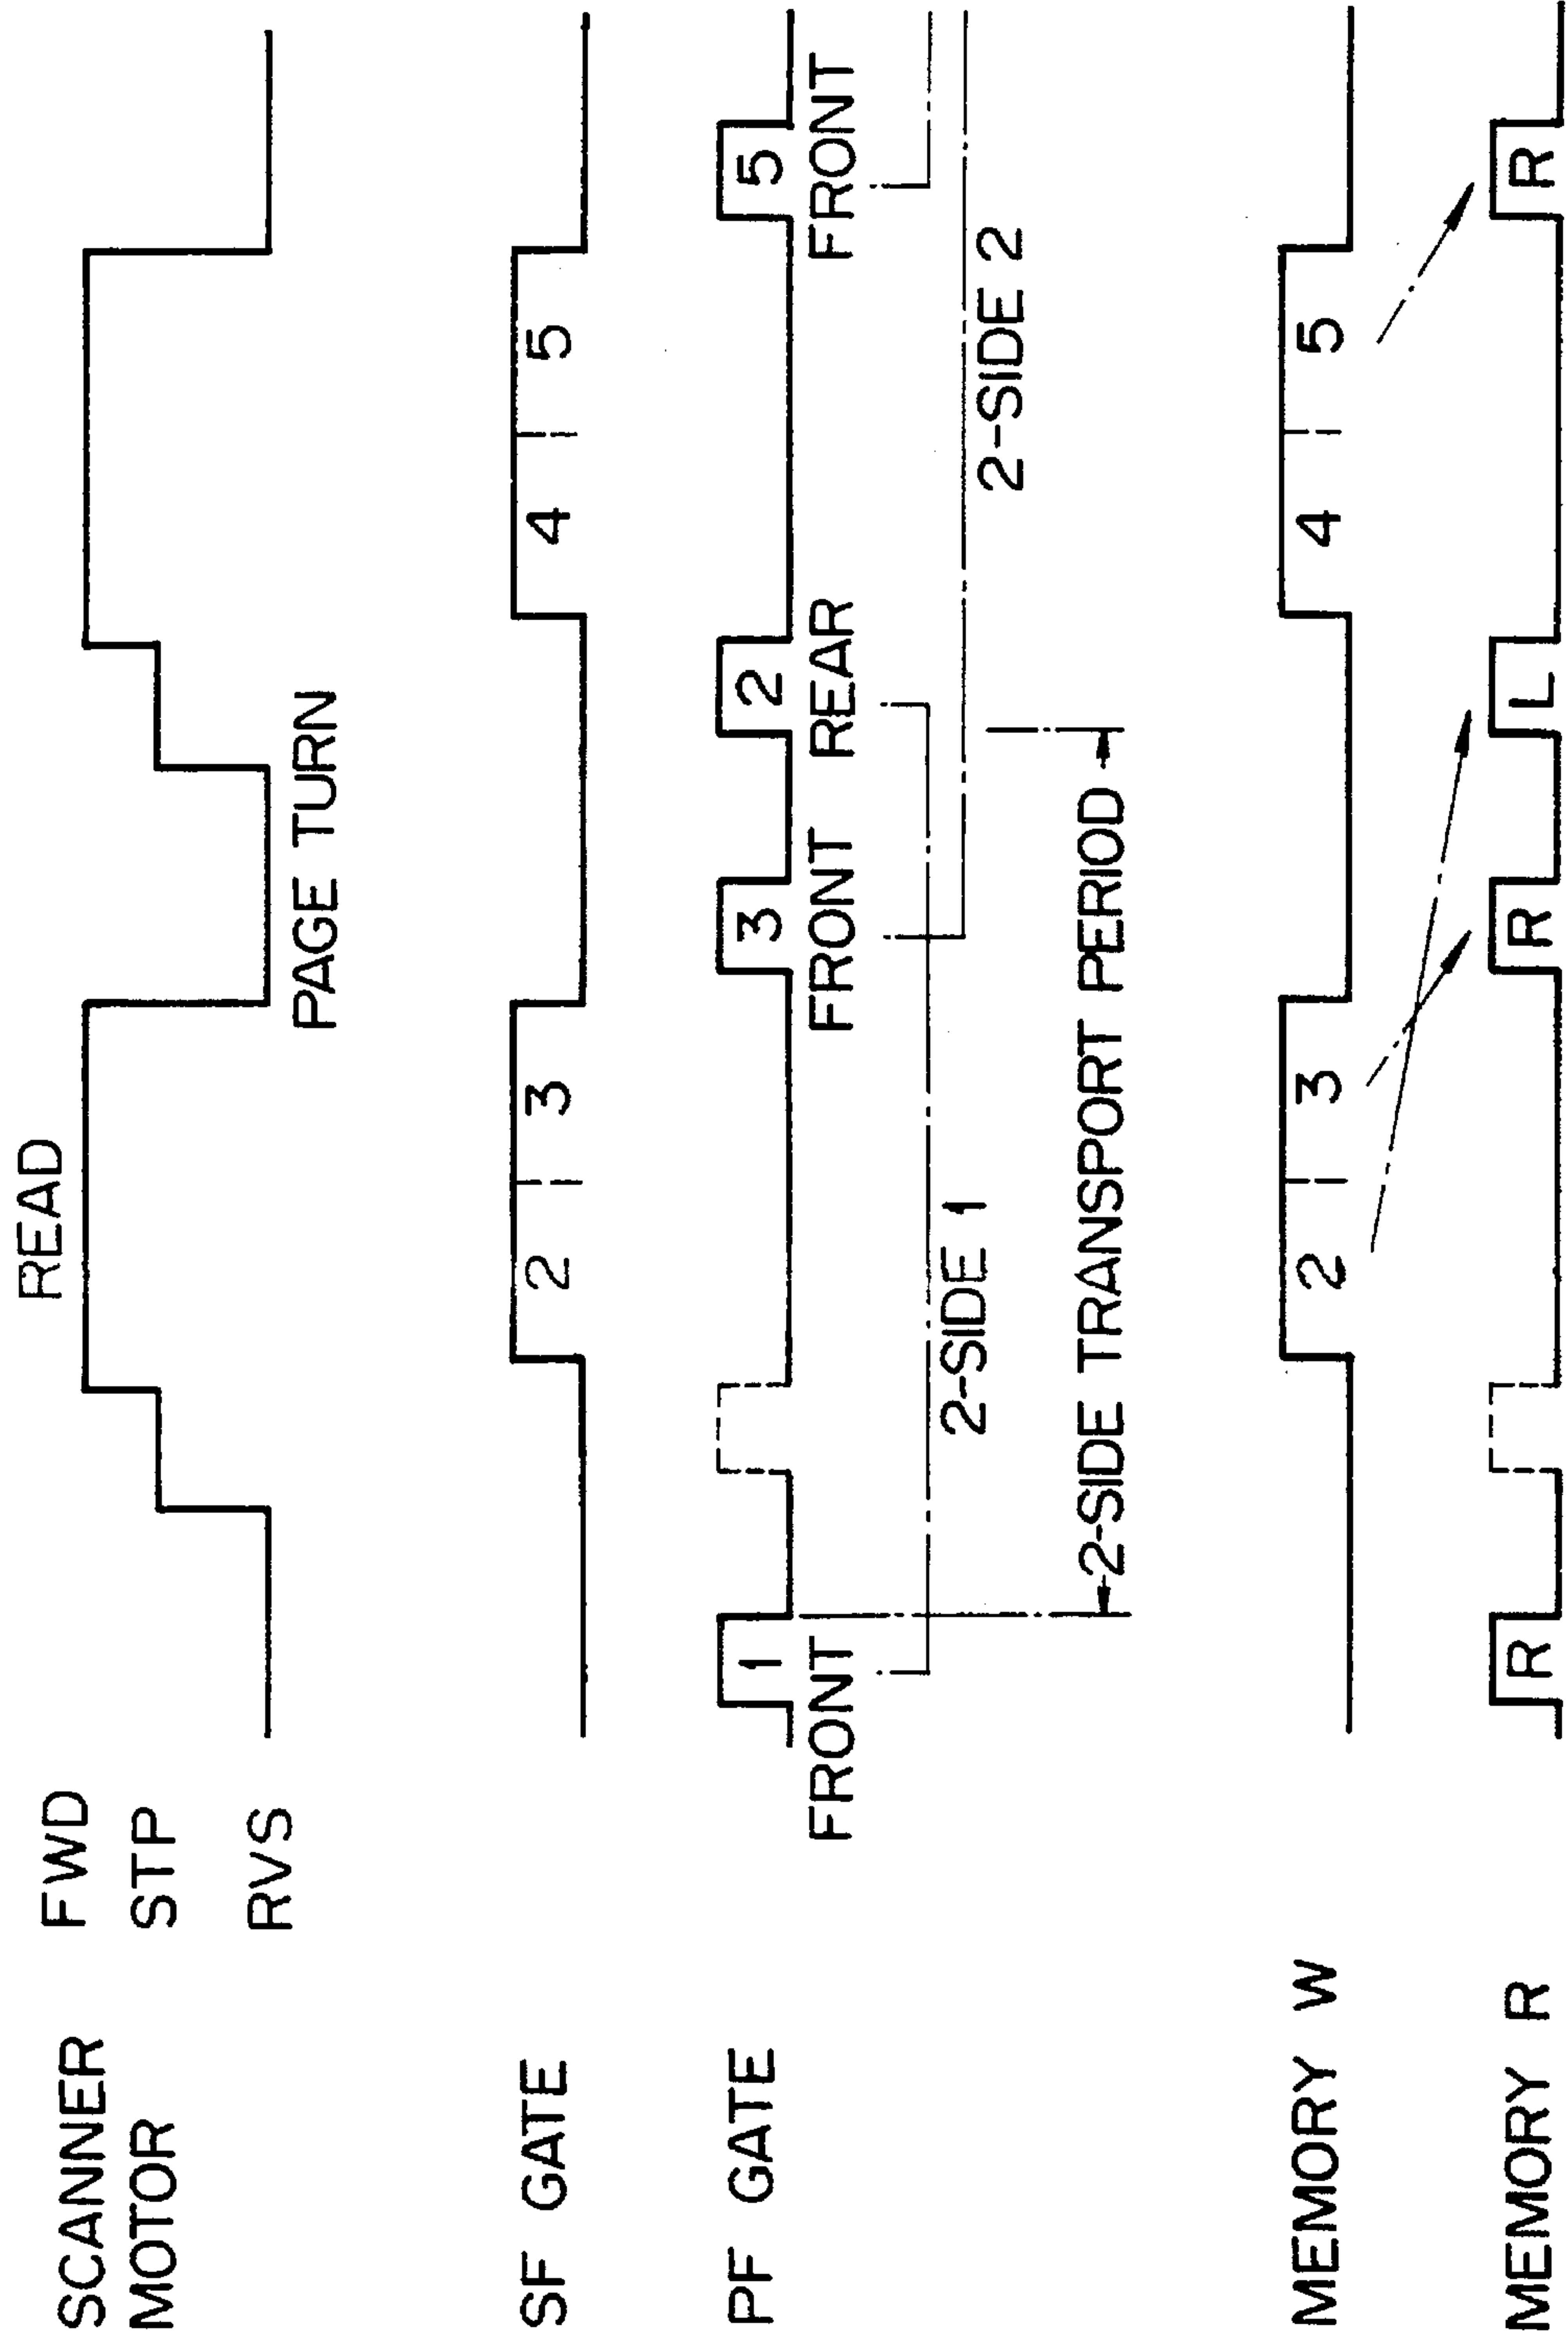 READ
SCANNER FWD
MOTOR STP
RVS
PAGE TURN
SF GATE 2 3 4 5
PF GATE 1 3 2 5
FRONT FRONT REAR FRONT
2-SIDE 1
2-SIDE 2
2-SIDE TRANSPORT PERIOD
MEMORY W 2 3 4 5
MEMORY R R R L R